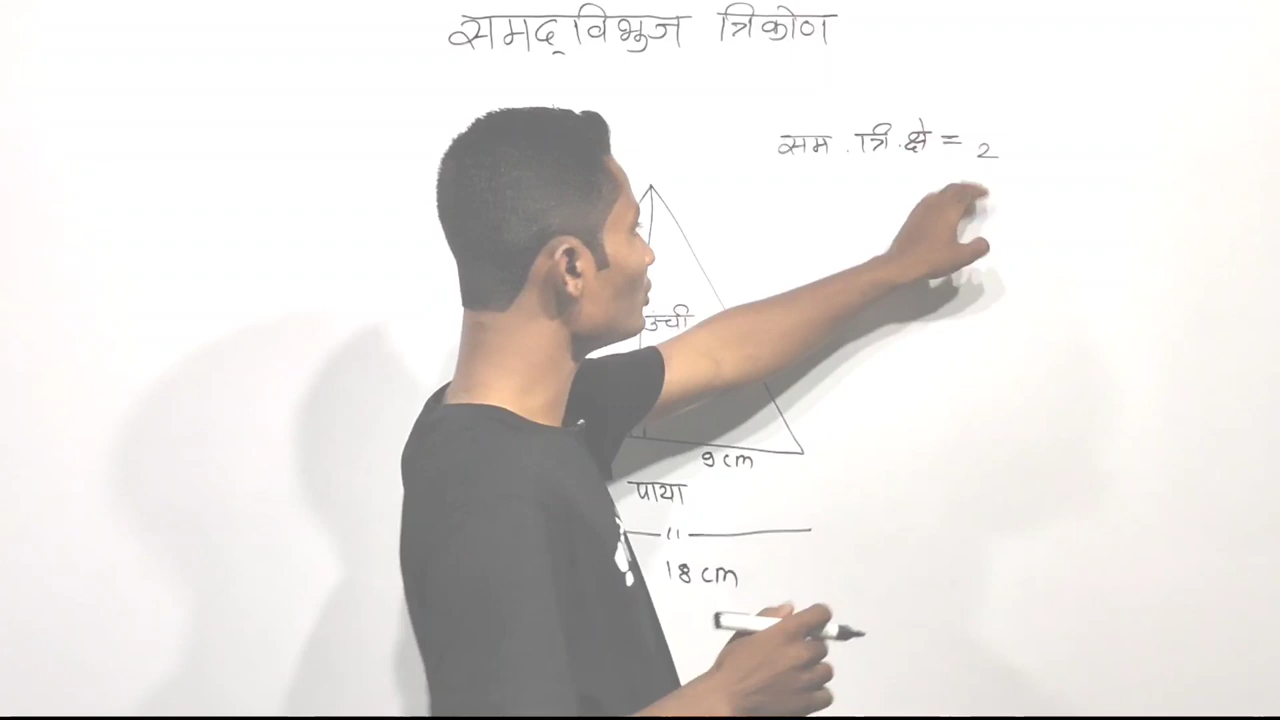 समद्विभुज त्रिकोण
सम . त्रि . क्षे = 2
उंची
9 cm
पाया
18 cm